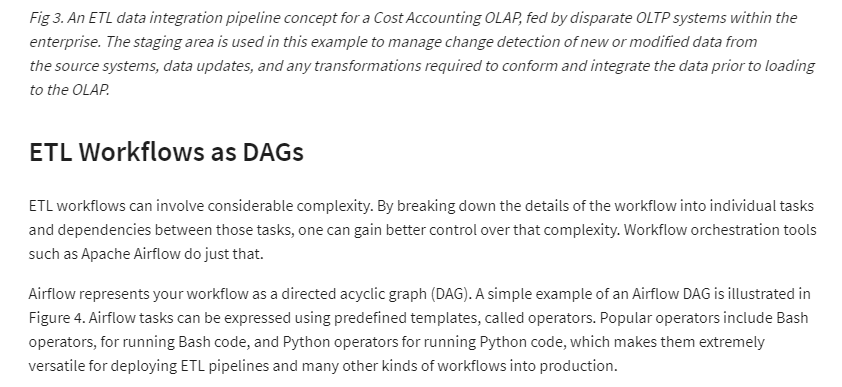 Fig 3. An ETL data integration pipeline concept for a Cost Accounting OLAP, fed by disparate OLTP systems within the
enterprise. The staging area is used in this example to manage change detection of new or modified data from
the source systems, data updates, and any transformations required to conform and integrate the data prior to loading
to the OLAP.
ETL Workflows as DAGs
ETL workflows can involve considerable complexity. By breaking down the details of the workflow into individual tasks
and dependencies between those tasks, one can gain better control over that complexity. Workflow orchestration tools
such as Apache Airflow do just that.
Airflow represents your workflow as a directed acyclic graph (DAG). A simple example of an Airflow DAG is illustrated in
Figure 4. Airflow tasks can be expressed using predefined templates, called operators. Popular operators include Bash
operators, for running Bash code, and Python operators for running Python code, which makes them extremely
versatile for deploying ETL pipelines and many other kinds of workflows into production.